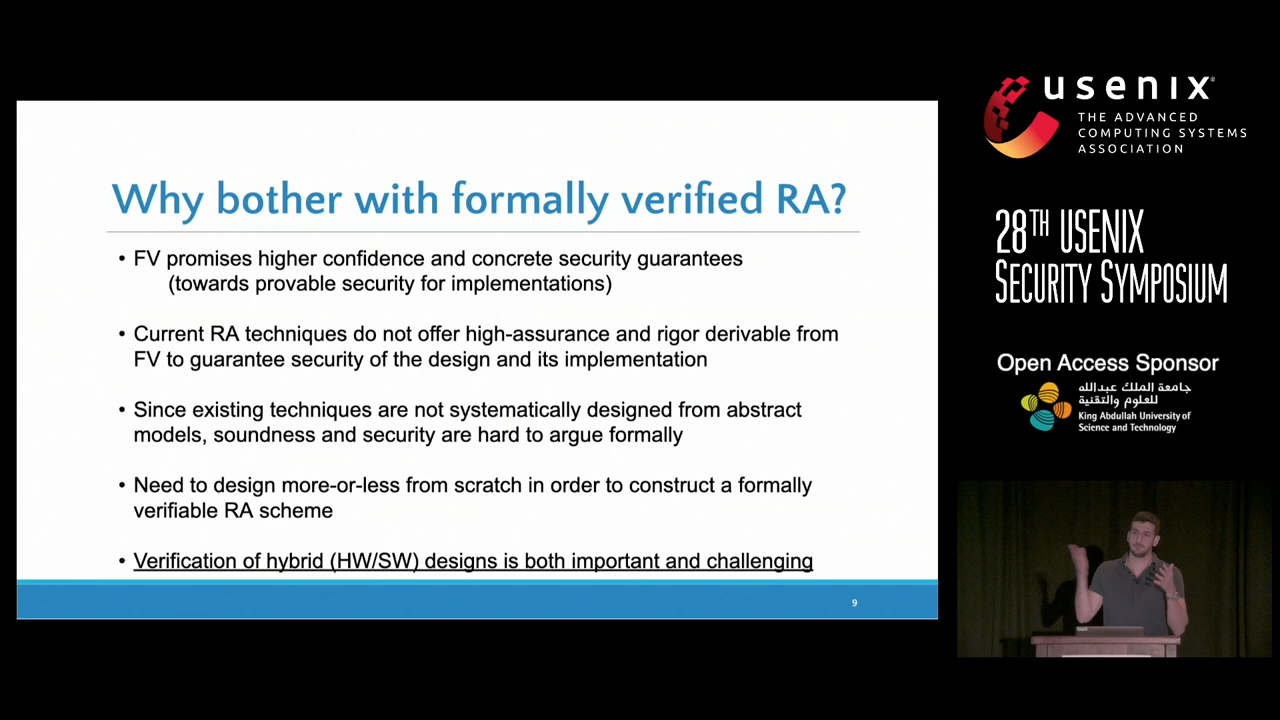 Why bother with formally verified RA?
• FV promises higher confidence and concrete security guarantees
(towards provable security for implementations)
• Current RA techniques do not offer high-assurance and rigor derivable from
FV to guarantee security of the design and its implementation
• Since existing techniques are not systematically designed from abstract
models, soundness and security are hard to argue formally
• Need to design more-or-less from scratch in order to construct a formally
verifiable RA scheme
• Verification of hybrid (HW/SW) designs is both important and challenging
9
usenix®
THE ADVANCED
COMPUTING SYSTEMS
ASSOCIATION
28TH USENIX
SECURITY SYMPOSIUM
Open Access Sponsor
جامعة الملك عبدالله
للعلوم والتقنية
King Abdullah University of
Science and Technology